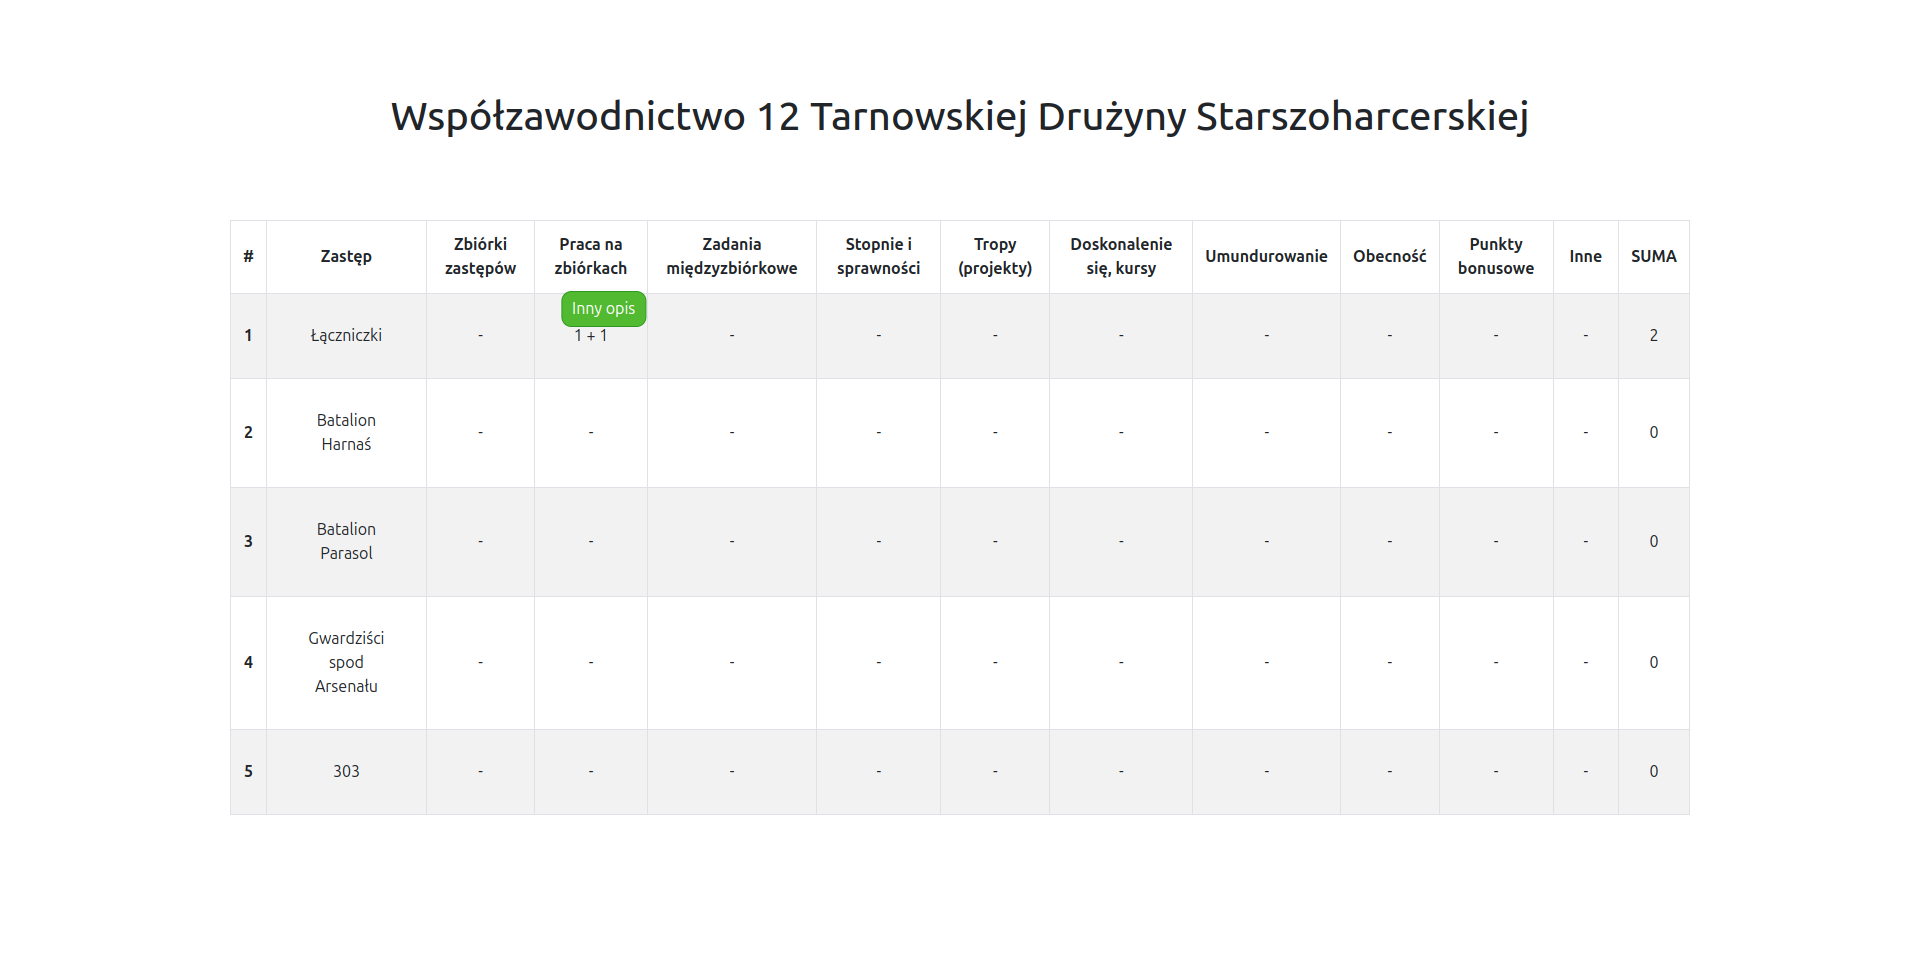 Współzawodnictwo 12 Tarnowskiej Drużyny Starszoharcerskiej
# Zastęp Zbiórki zastępów Praca na zbiórkach Zadania międzyzbiórkowe Stopnie i sprawności Tropy (projekty) Doskonalenie się, kursy Umundurowanie Obecność Punkty bonusowe Inne SUMA
Inny opis
1 Łączniczki - 1 + 1 - - - - - - - - 2
2 Batalion Harnaś - - - - - - - - - - 0
3 Batalion Parasol - - - - - - - - - - 0
4 Gwardziści spod Arsenału - - - - - - - - - - 0
5 303 - - - - - - - - - - 0